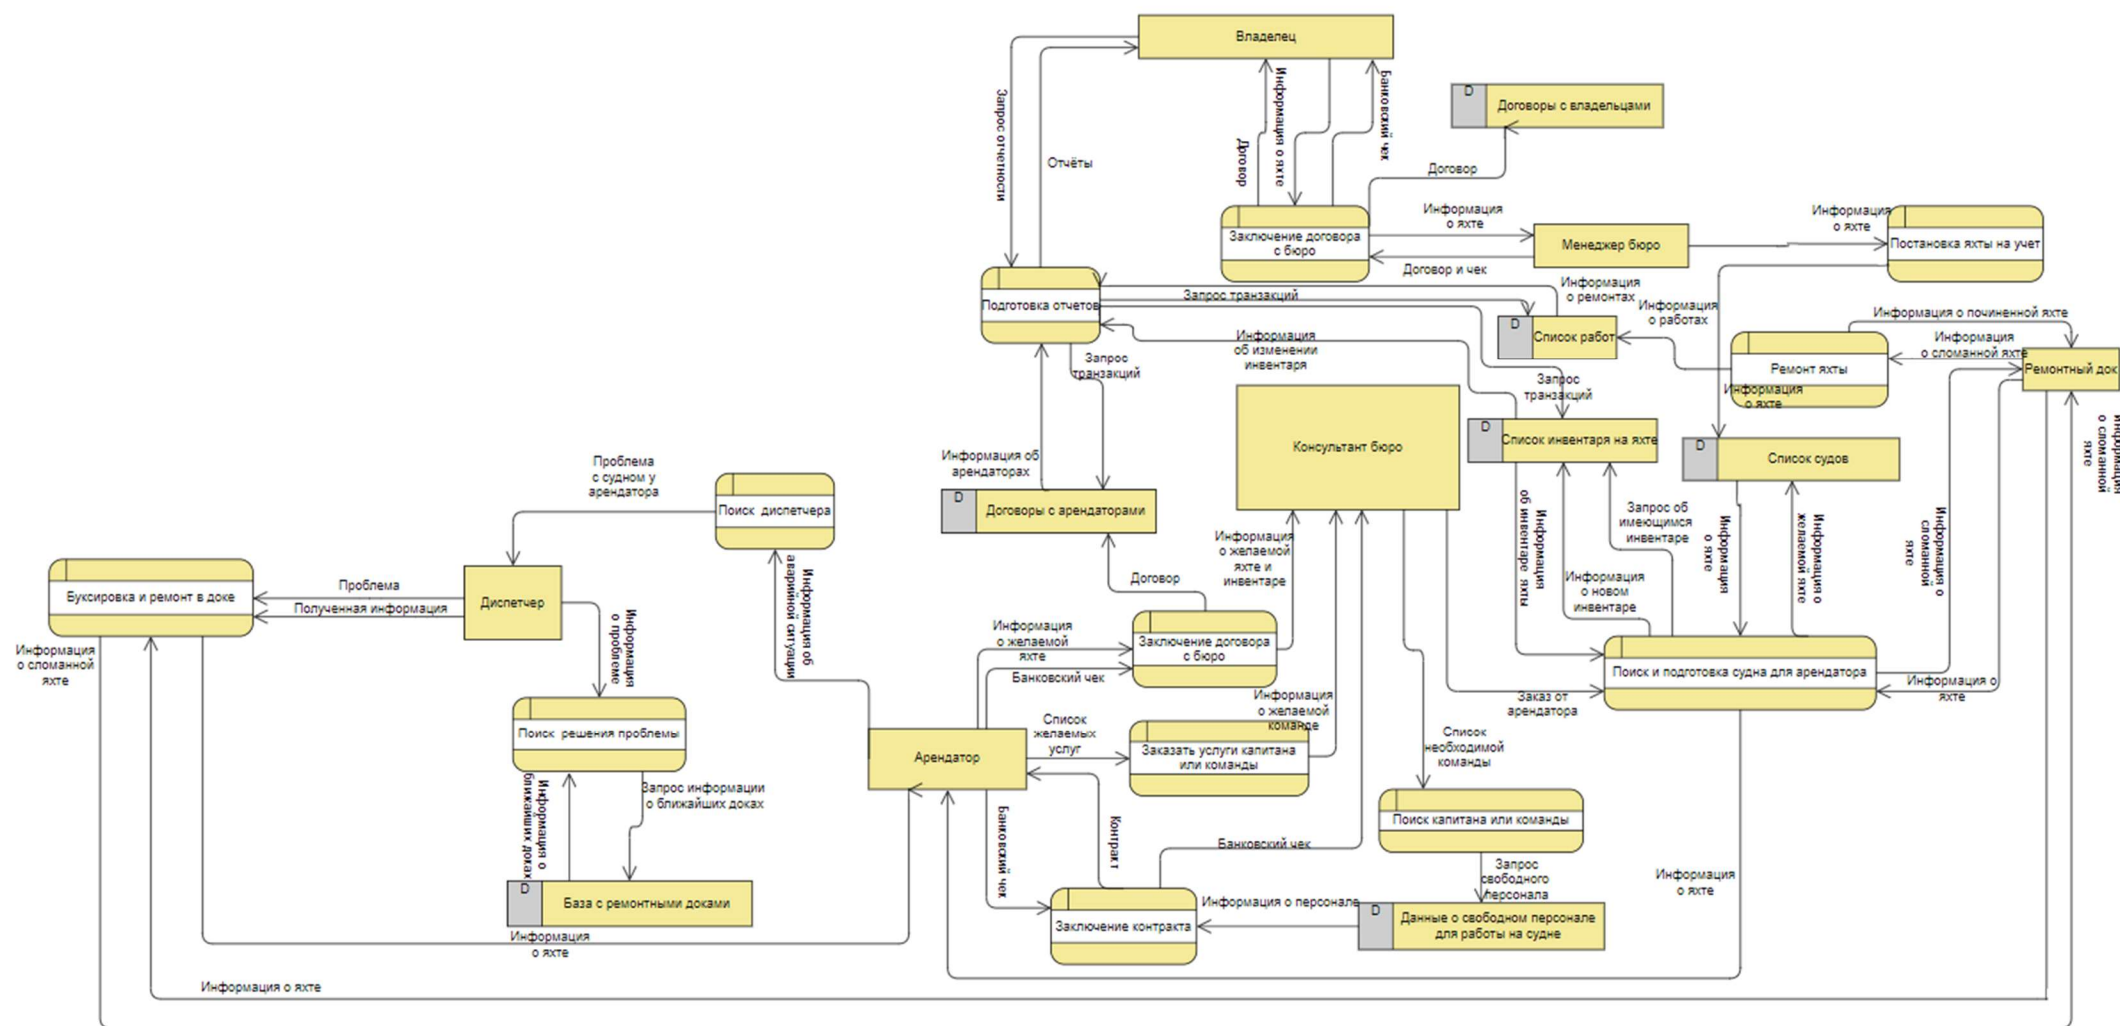 Владелец
Запрос отчетности
Отчёты
Договор
Информация о яхте
Банковский чек
D
Договоры с владельцами
Договор
Заключение договора
с бюро
Информация
о яхте
Менеджер бюро
Договор и чек
Информация
о яхте
Постановка яхты на учет
Подготовка отчетов
Запрос транзакций
Информация
о ремонтах
D
Список работ
Информация
о работах
Информация о починенной яхте
Информация
о сломанной яхте
Ремонт яхты
Ремонтный док
Информация
о яхте
Информация
об изменении
инвентаря
Запрос
транзакций
Запрос
транзакций
Консультант бюро
D
Список инвентаря на яхте
D
Список судов
Информация
о сломанной
яхте
Информация об
арендаторах
D
Договоры с арендаторами
Проблема
с судном у
арендатора
Поиск диспетчера
Информация
о желаемой
яхте и
инвентаре
Информация
об инвентаре яхты
Запрос об
имеющимся
инвентаре
Информация
о яхте
Информация о
желаемой яхте
Информация о
сломанной
яхте
Информация
о новом
инвентаре
Буксировка и ремонт в доке
Проблема
Полученная информация
Диспетчер
Информация
о проблеме
Информация об
аварийной ситуации
Договор
Заключение договора
с бюро
Информация
о желаемой
яхте
Банковский чек
Информация
о сломанной
яхте
Поиск и подготовка судна для арендатора
Информация о
яхте
Заказ от
арендатора
Информация
о желаемой
команде
Поиск решения проблемы
Арендатор
Список
желаемых
услуг
Заказать услуги капитана
или команды
Список
необходимой
команды
Информация о
ближайших доках
Запрос информации
о ближайших доках
Банковский чек
Контракт
Банковский чек
Поиск капитана или команды
Запрос
свободного
персонала
Информация
о яхте
D
База с ремонтными доками
Заключение контракта
Информация о персонале
D
Данные о свободном персонале
для работы на судне
Информация
о яхте
Информация о яхте